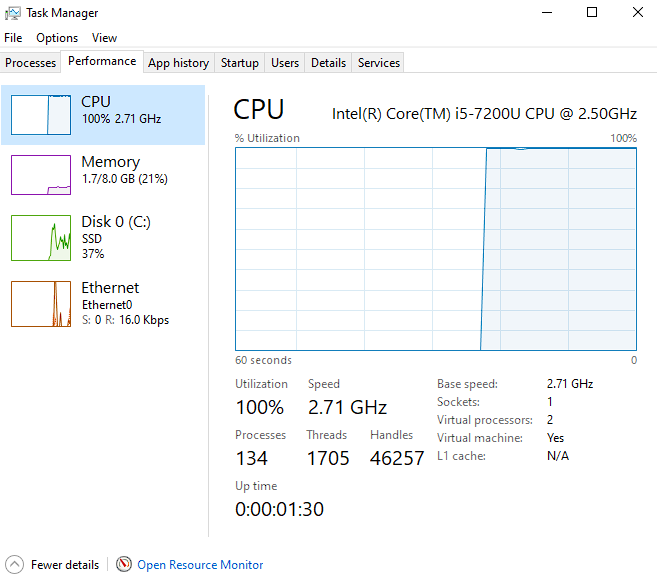 Task Manager
File Options View
Processes Performance App history Startup Users Details Services
CPU
100% 2.71 GHz
Memory
1.7/8.0 GB (21%)
Disk 0 (C:)
SSD
37%
Ethernet
Ethernet0
S: 0 R: 16.0 Kbps
CPU Intel(R) Core(TM) i5-7200U CPU @ 2.50GHz
% Utilization 100%
60 seconds 0
Utilization Speed
100% 2.71 GHz
Processes Threads Handles
134 1705 46257
Up time
0:00:01:30
Base speed: 2.71 GHz
Sockets: 1
Virtual processors: 2
Virtual machine: Yes
L1 cache: N/A
Fewer details Open Resource Monitor